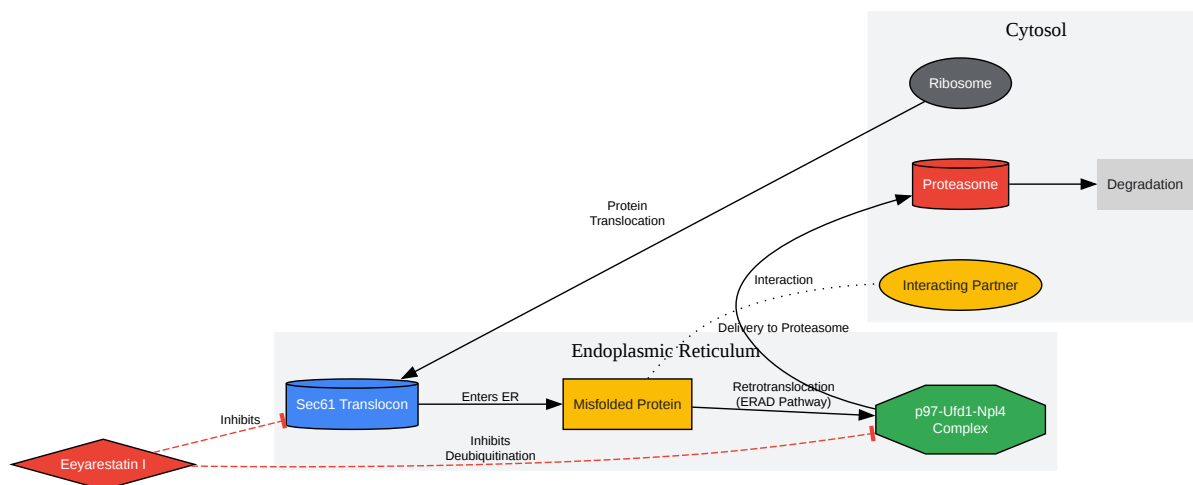 Cytosol
Ribosome
Proteasome
Degradation
Protein
Translocation
Interaction
Interacting Partner
Delivery to Proteasome
Endoplasmic Reticulum
Sec61 Translocon
Enters ER
Misfolded Protein
Retrotranslocation
(ERAD Pathway)
p97-Ufd1-Npl4
Complex
Inhibits
Inhibits
Deubiquitination
Eeyarestatin I